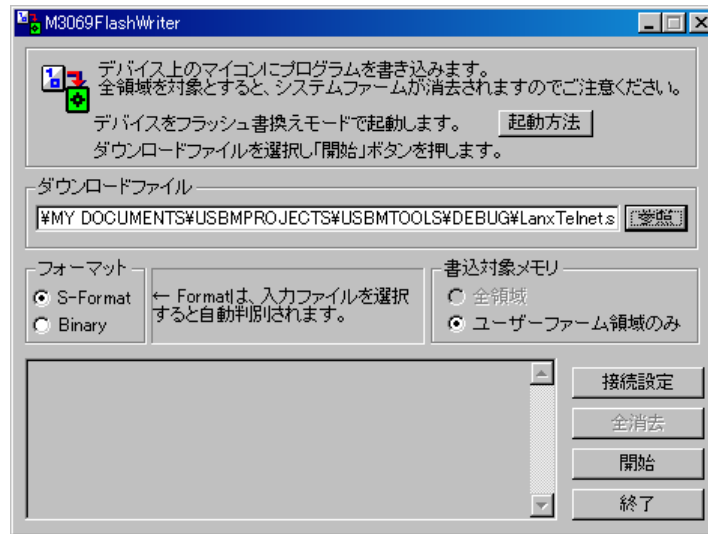 M3069FlashWriter
デバイス上のマイコンにプログラムを書き込みます。
全領域を対象とすると、システムファームが消去されますのでご注意ください。
デバイスをフラッシュ書換えモードで起動します。
起動方法
ダウンロードファイルを選択し「開始」ボタンを押します。
ダウンロードファイル
¥MY DOCUMENTS¥USBMPROJECTS¥USBMTOOLS¥DEBUG¥LanxTelnet.s
参照
フォーマット
S-Format
Binary
← Formatは、入力ファイルを選択
すると自動判別されます。
書込対象メモリ
全領域
ユーザーファーム領域のみ
接続設定
全消去
開始
終了